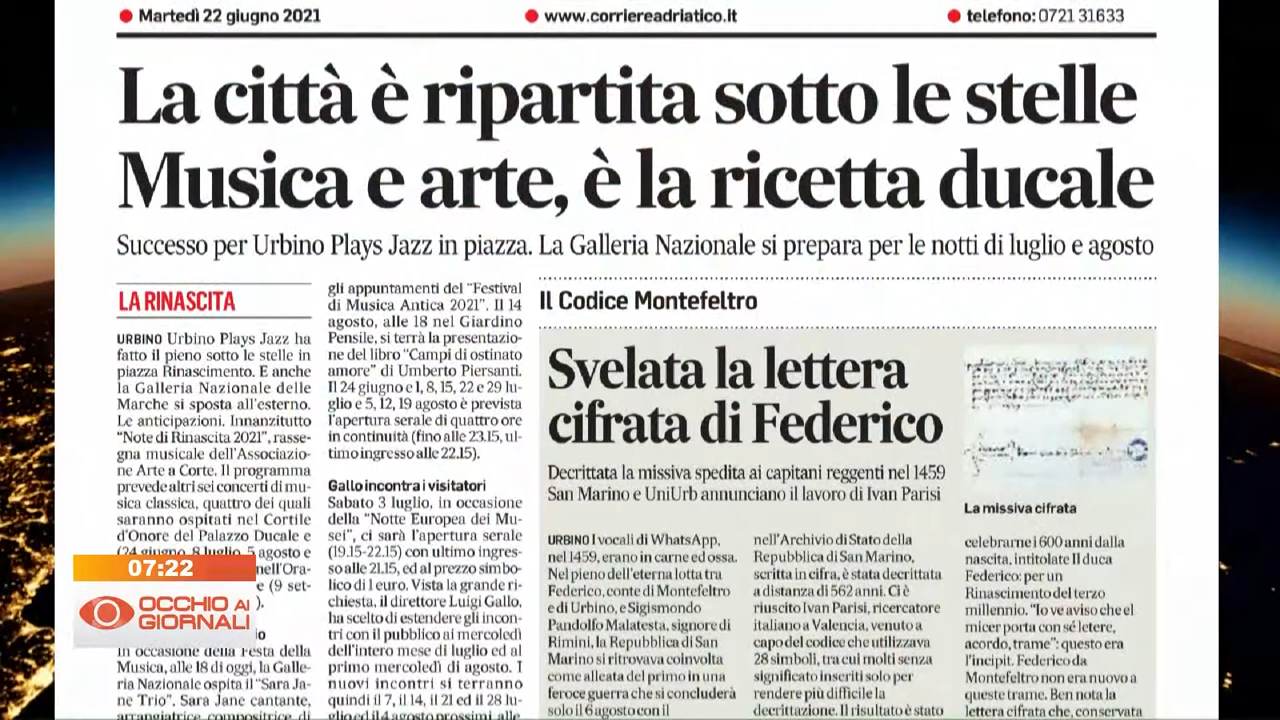 Martedì 22 giugno 2021
www.corriereadriatico.it
telefono: 0721 31633
La città è ripartita sotto le stelle
Musica e arte, è la ricetta ducale
Successo per Urbino Plays Jazz in piazza. La Galleria Nazionale si prepara per le notti di luglio e agosto
LA RINASCITA
URBINO Urbino Plays Jazz ha
fatto il pieno sotto le stelle in
piazza Rinascimento. E anche
la Galleria Nazionale delle
Marche si sposta all'esterno.
Le anticipazioni. Innanzitutto
“Note di Rinascita 2021”, rasse-
gna musicale dell'Associazio-
ne Arte a Corte. Il programma
prevede altri sei concerti di mu-
sica classica, quattro dei quali
saranno ospitati nel Cortile
d'Onore del Palazzo Ducale e
(24 giugno, 8 luglio, 5 agosto e
nell'Ora-
e (9 set-
).
io
In occasione della Festa della
Musica, alle 18 di oggi, la Galle-
ria Nazionale ospita il “Sara Ja-
ne Trio”. Sara Jane cantante,
arrangiatrice compositrice di
gli appuntamenti del “Festival
di Musica Antica 2021”. Il 14
agosto, alle 18 nel Giardino
Pensile, si terrà la presentazio-
ne del libro “Campi di ostinato
amore” di Umberto Piersanti.
Il 24 giugno e 1, 8, 15, 22 e 29 lu-
glio e 5, 12, 19 agosto è prevista
l'apertura serale di quattro ore
in continuità (fino alle 23.15, ul-
timo ingresso alle 22.15).
Gallo incontra i visitatori
Sabato 3 luglio, in occasione
della “Notte Europea dei Mu-
sei”, ci sarà l'apertura serale
(19.15-22.15) con ultimo ingres-
so alle 21.15, ed al prezzo simbo-
lico di 1 euro. Vista la grande ri-
chiesta, il direttore Luigi Gallo,
ha scelto di estendere gli incon-
tri con il pubblico ai mercoledì
dell'intero mese di luglio ed al
primo mercoledì di agosto. I
nuovi incontri si terranno
quindi il 7, il 14, il 21 ed il 28 lu-
glio ed il 4 agosto prossimi alle
Il Codice Montefeltro
Svelata la lettera
cifrata di Federico
Decrittata la missiva spedita ai capitani reggenti nel 1459
San Marino e UniUrb annunciano il lavoro di Ivan Parisi
La missiva cifrata
URBINO I vocali di WhatsApp,
nel 1459, erano in carne ed ossa.
Nel pieno dell'eterna lotta tra
Federico, conte di Montefeltro
e di Urbino, e Sigismondo
Pandolfo Malatesta, signore di
Rimini, la Repubblica di San
Marino si ritrovava coinvolta
come alleata del primo in una
feroce guerra che si concluderà
solo il 6 agosto con il
nell'Archivio di Stato della
Repubblica di San Marino,
scritta in cifra, è stata decrittata
a distanza di 562 anni. Ci è
riuscito Ivan Parisi, ricercatore
italiano a Valencia, venuto a
capo del codice che utilizzava
28 simboli, tra cui molti senza
significato inseriti solo per
rendere più difficile la
decrittazione. Il risultato è stato
celebrarne i 600 anni dalla
nascita, intitolate Il duca
Federico: per un
Rinascimento del terzo
millennio. “Io ve aviso che el
micer porta con sé letere,
acordo, trame”: questo era
l'incipit. Federico da
Montefeltro non era nuovo a
queste trame. Ben nota la
lettera cifrata che, conservata
07:22
OCCHIO AI
GIORNALI